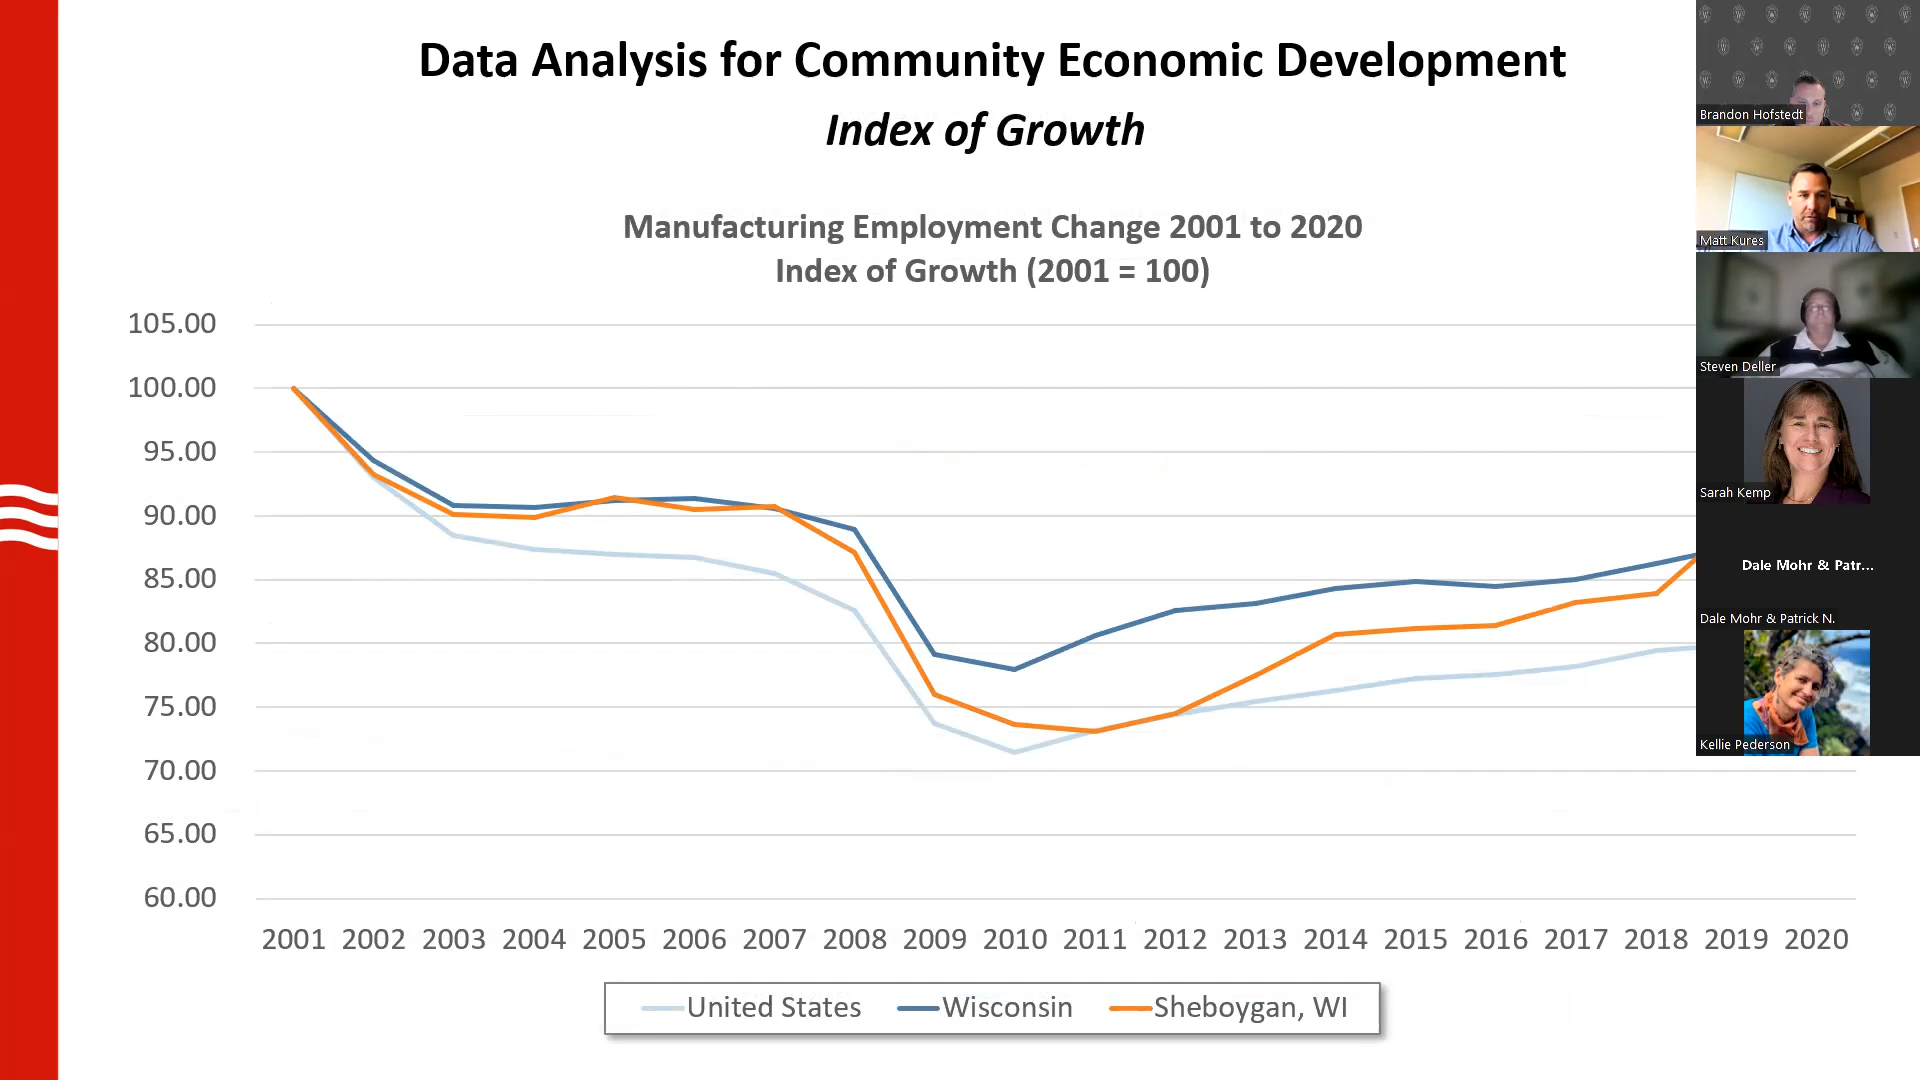 Data Analysis for Community Economic Development
Index of Growth
Manufacturing Employment Change 2001 to 2020
Index of Growth (2001 = 100)
105.00
100.00
95.00
90.00
85.00
80.00
75.00
70.00
65.00
60.00
2001 2002 2003 2004 2005 2006 2007 2008 2009 2010 2011 2012 2013 2014 2015 2016 2017 2018 2019 2020
United States Wisconsin Sheboygan, WI
Brandon Hofstedt
Matt Kures
Steven Deller
Sarah Kemp
Dale Mohr & Patr...
Dale Mohr & Patrick N.
Kellie Pederson